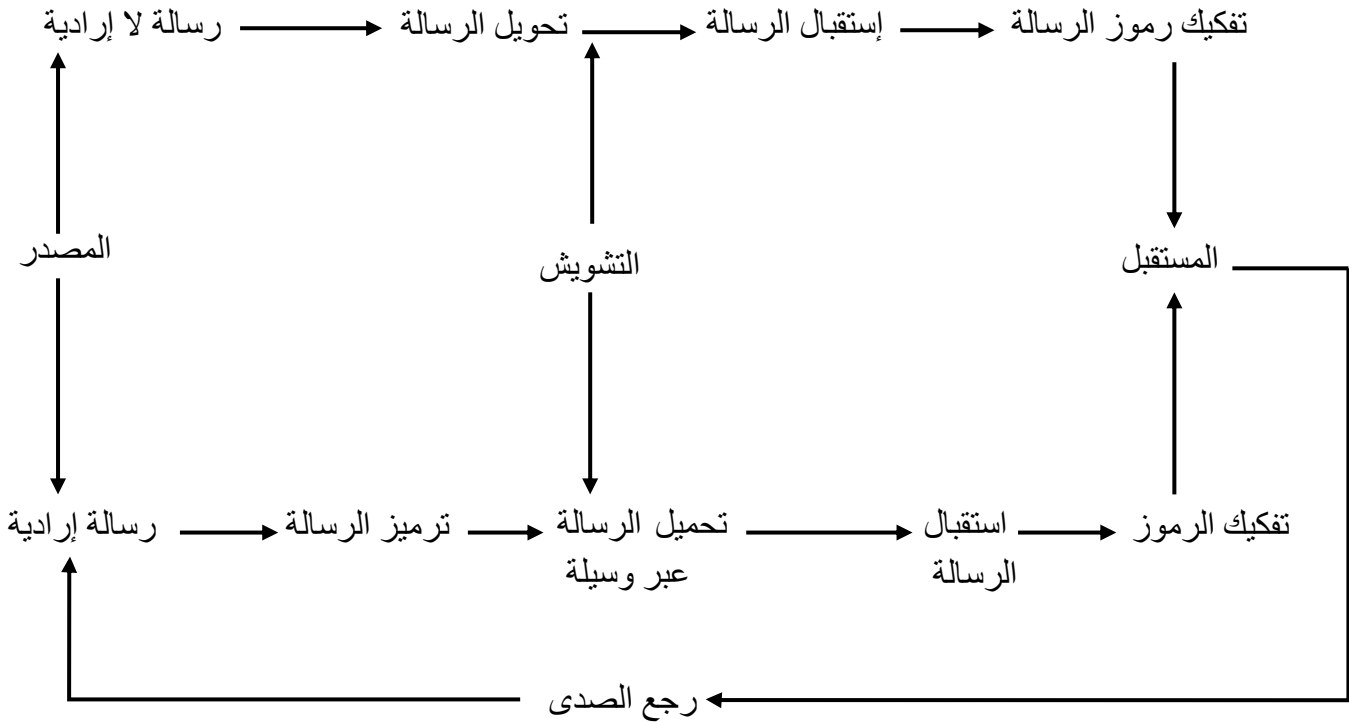 رسالة لا إرادية
تحويل الرسالة
إستقبال الرسالة
تفكيك رموز الرسالة
المصدر
التشويش
المستقبل
رسالة إرادية
ترميز الرسالة
تحميل الرسالة
عبر وسيلة
استقبال
الرسالة
تفكيك الرموز
رجع الصدى